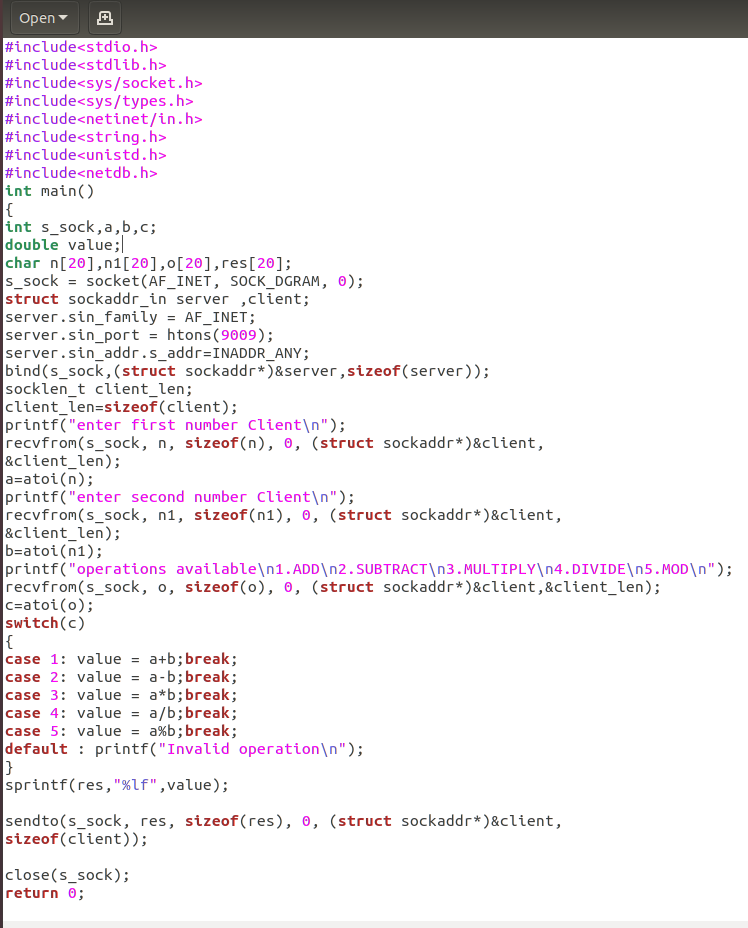 Open
#include<stdio.h>
#include<stdlib.h>
#include<sys/socket.h>
#include<sys/types.h>
#include<netinet/in.h>
#include<string.h>
#include<unistd.h>
#include<netdb.h>
int main()
{
int s_sock,a,b,c;
double value;
char n[20],n1[20],o[20],res[20];
s_sock = socket(AF_INET, SOCK_DGRAM, 0);
struct sockaddr_in server ,client;
server.sin_family = AF_INET;
server.sin_port = htons(9009);
server.sin_addr.s_addr=INADDR_ANY;
bind(s_sock,(struct sockaddr*)&server,sizeof(server));
socklen_t client_len;
client_len=sizeof(client);
printf("enter first number Client\n");
recvfrom(s_sock, n, sizeof(n), 0, (struct sockaddr*)&client,
&client_len);
a=atoi(n);
printf("enter second number Client\n");
recvfrom(s_sock, n1, sizeof(n1), 0, (struct sockaddr*)&client,
&client_len);
b=atoi(n1);
printf("operations available\n1.ADD\n2.SUBTRACT\n3.MULTIPLY\n4.DIVIDE\n5.MOD\n");
recvfrom(s_sock, o, sizeof(o), 0, (struct sockaddr*)&client,&client_len);
c=atoi(o);
switch(c)
{
case 1: value = a+b;break;
case 2: value = a-b;break;
case 3: value = a*b;break;
case 4: value = a/b;break;
case 5: value = a%b;break;
default : printf("Invalid operation\n");
}
sprintf(res,"%lf",value);
sendto(s_sock, res, sizeof(res), 0, (struct sockaddr*)&client,
sizeof(client));
close(s_sock);
return 0;